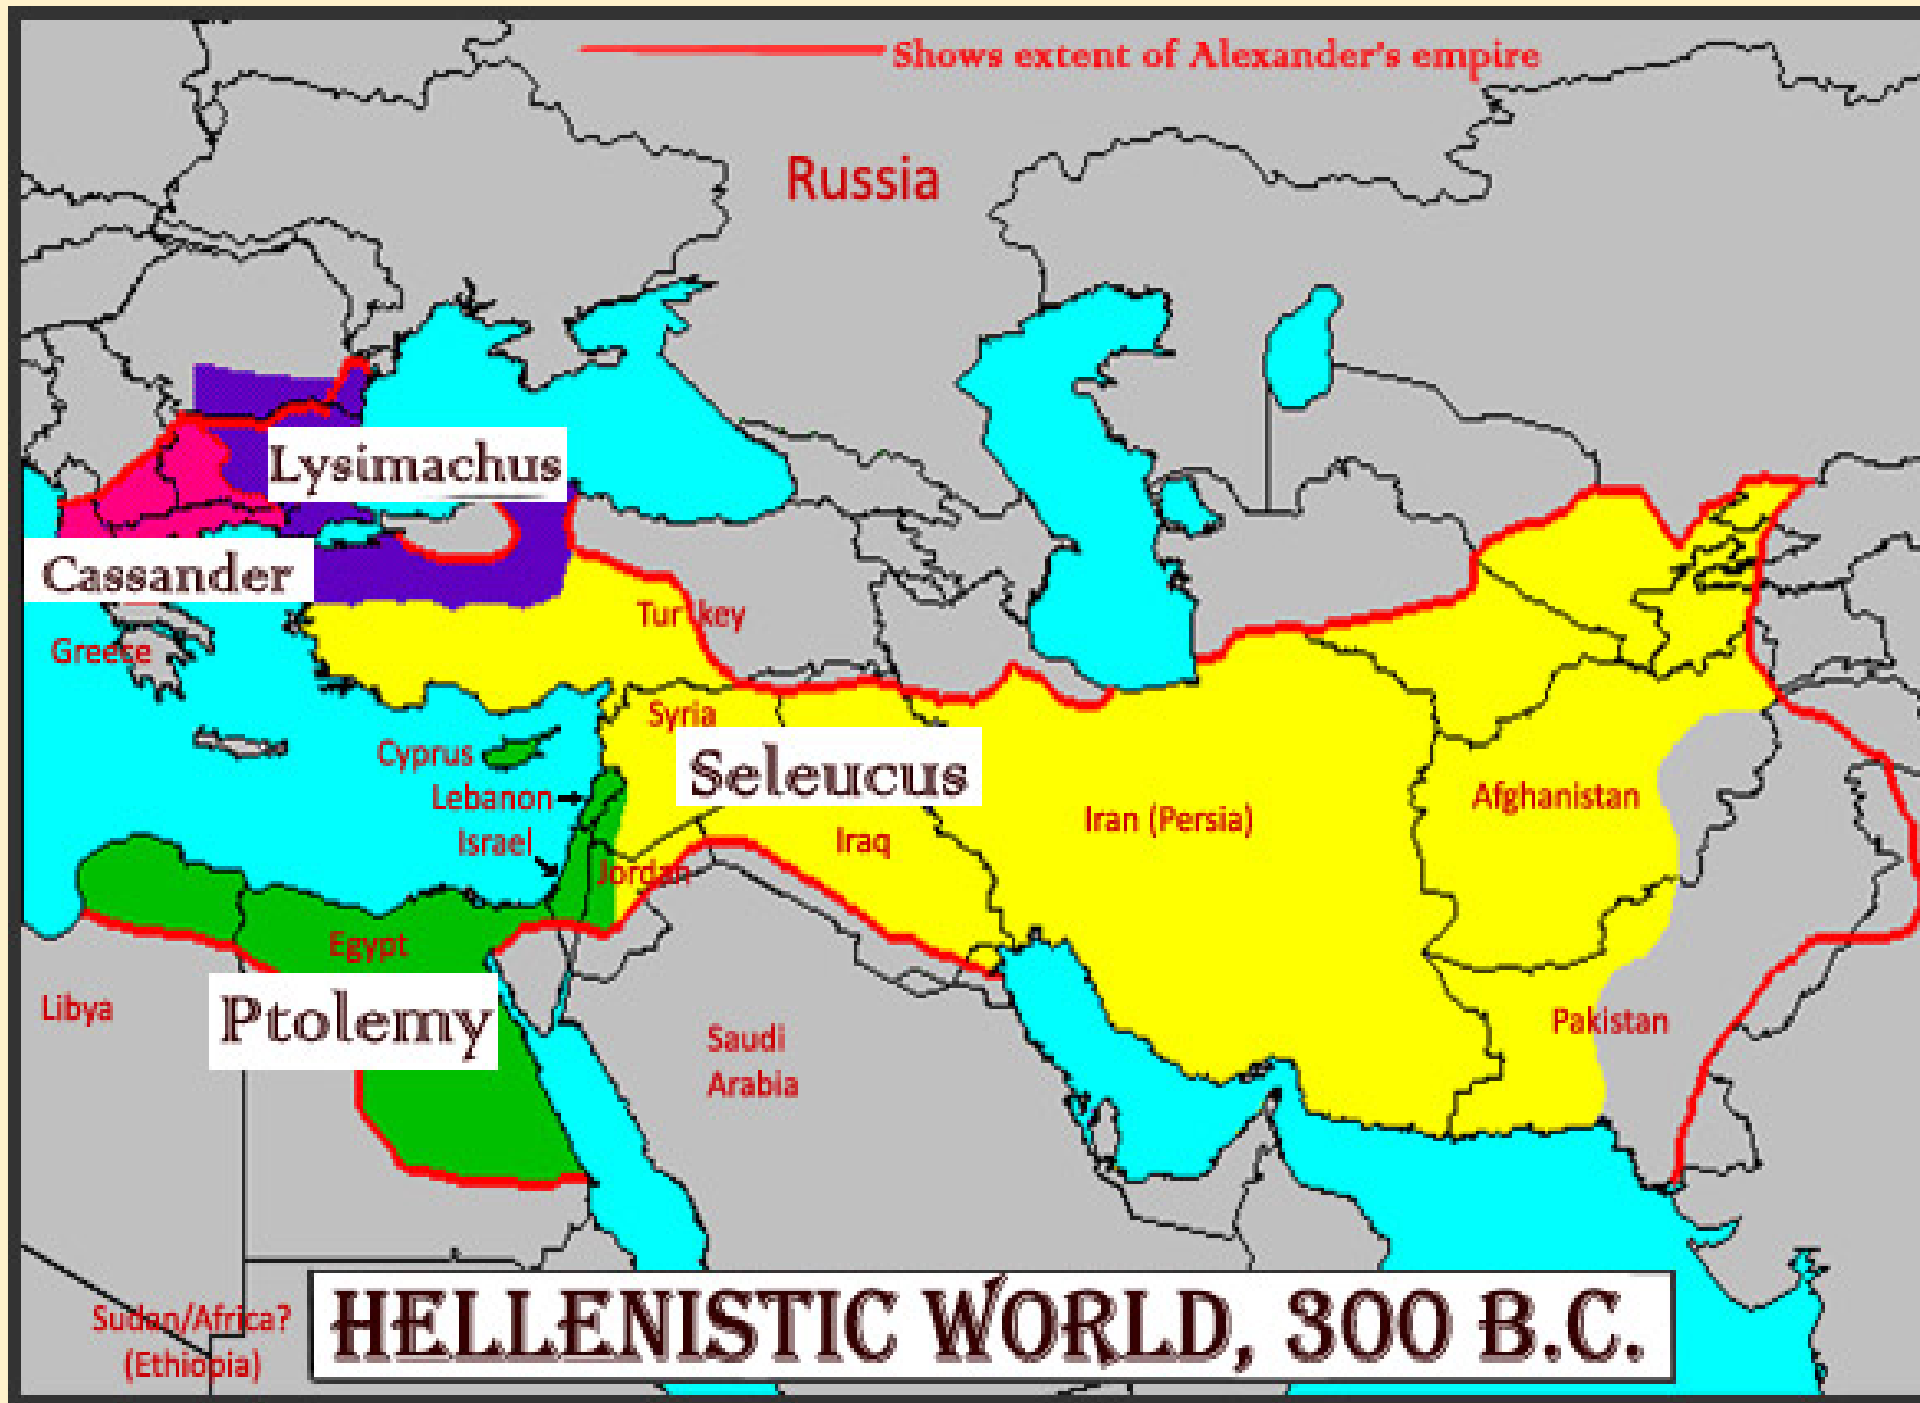 Shows extent of Alexander's empire
Russia
Lysimachus
Cassander
Turkey
Greece
Syria
Cyprus
Seleucus
Lebanon
Afghanistan
Iran (Persia)
Israel
Iraq
Jordan
Egypt
Libya
Ptolemy
Pakistan
Saudi
Arabia
Sudan/Africa?
(Ethiopia)
HELLENISTIC WORLD, 300 B.C.